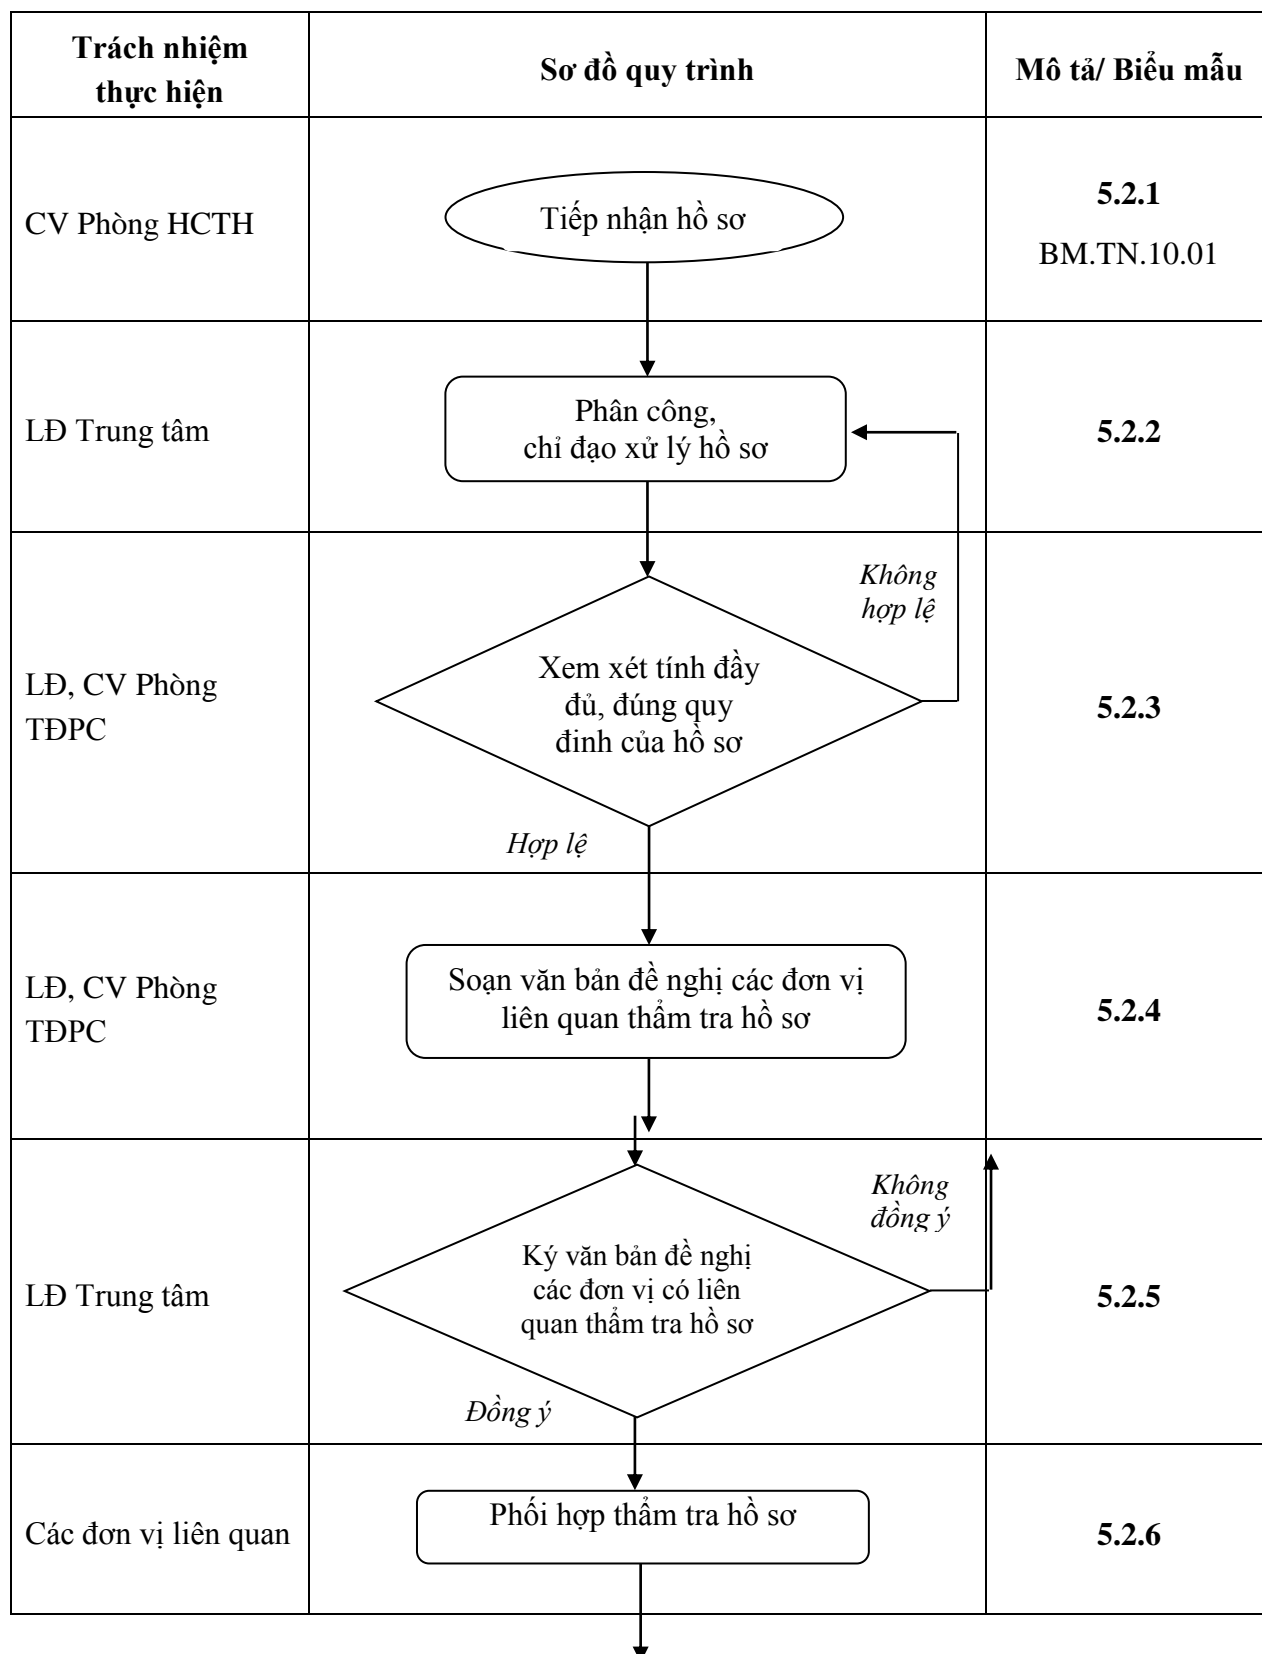 Trách nhiệm
thực hiện
Sơ đồ quy trình
Mô tả/ Biểu mẫu
CV Phòng HCTH
Tiếp nhận hồ sơ
5.2.1
BM.TN.10.01
LĐ Trung tâm
Phân công,
chỉ đạo xử lý hồ sơ
5.2.2
Không
hợp lệ
LĐ, CV Phòng
TĐPC
Xem xét tính đầy
đủ, đúng quy
đinh của hồ sơ
5.2.3
Hợp lệ
LĐ, CV Phòng
TĐPC
Soạn văn bản đề nghị các đơn vị
liên quan thẩm tra hồ sơ
5.2.4
Không
đồng ý
LĐ Trung tâm
Ký văn bản đề nghị
các đơn vị có liên
quan thẩm tra hồ sơ
5.2.5
Đồng ý
Các đơn vị liên quan
Phối hợp thẩm tra hồ sơ
5.2.6